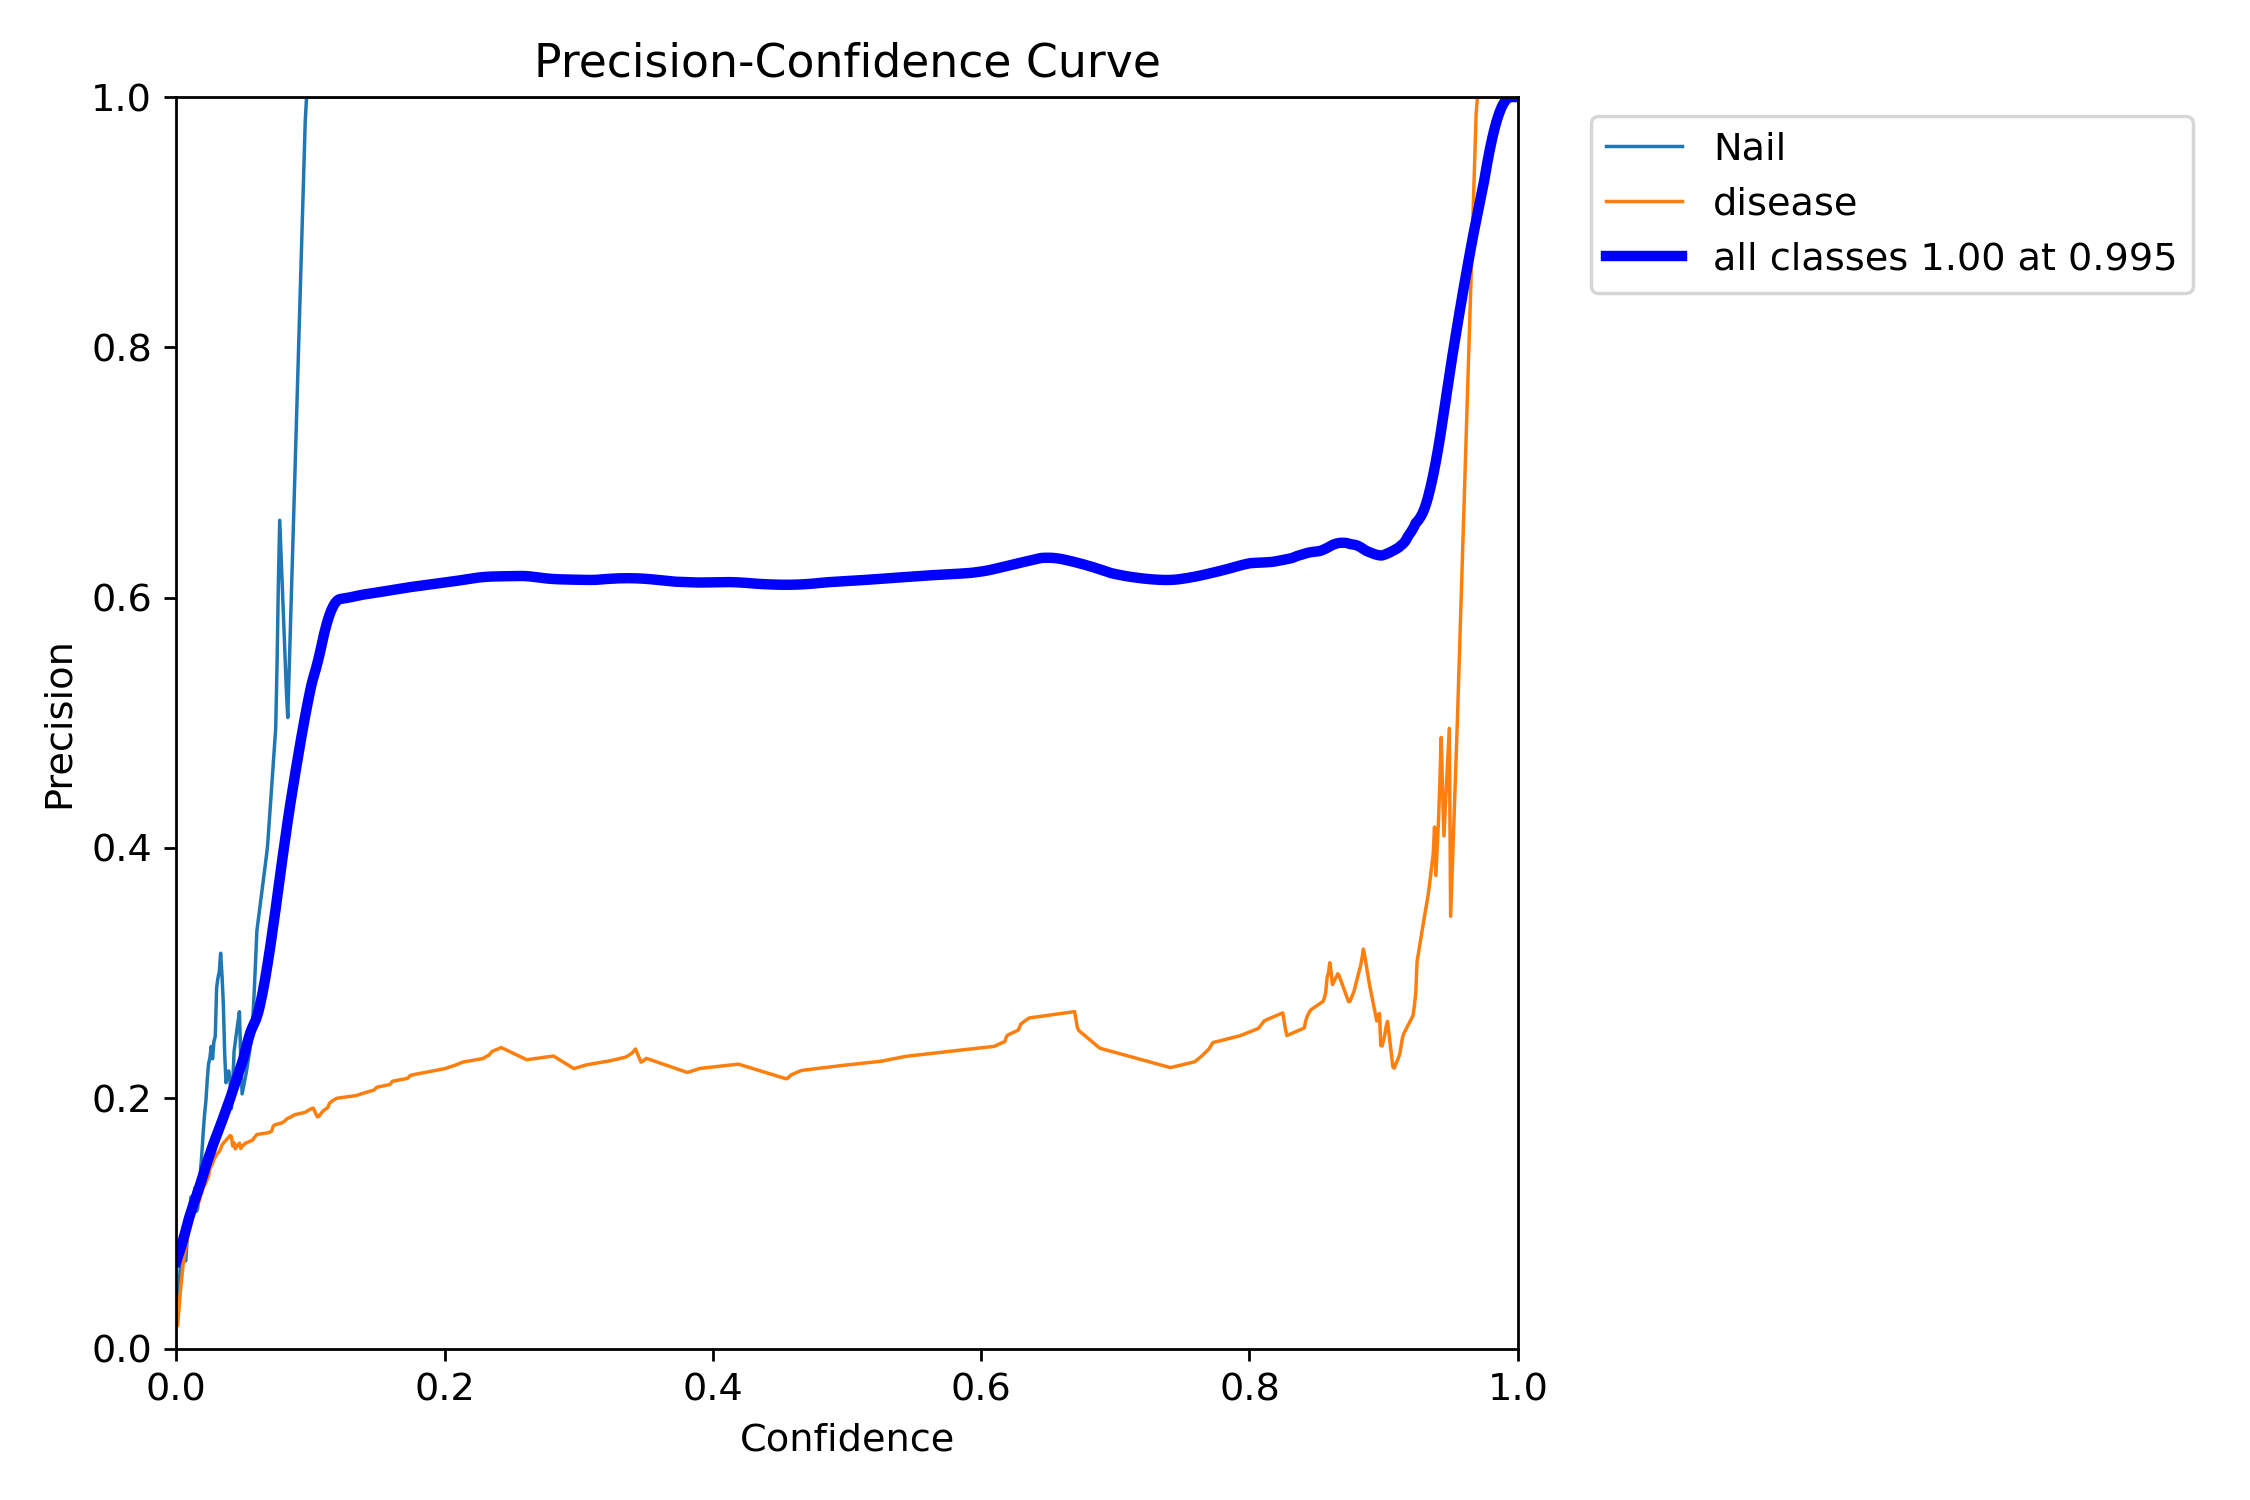 Precision-Confidence Curve
1.0
0.8
0.6
0.4
0.2
0.0
Precision
0.0 0.2 0.4 0.6 0.8 1.0
Confidence
Nail
disease
all classes 1.00 at 0.995